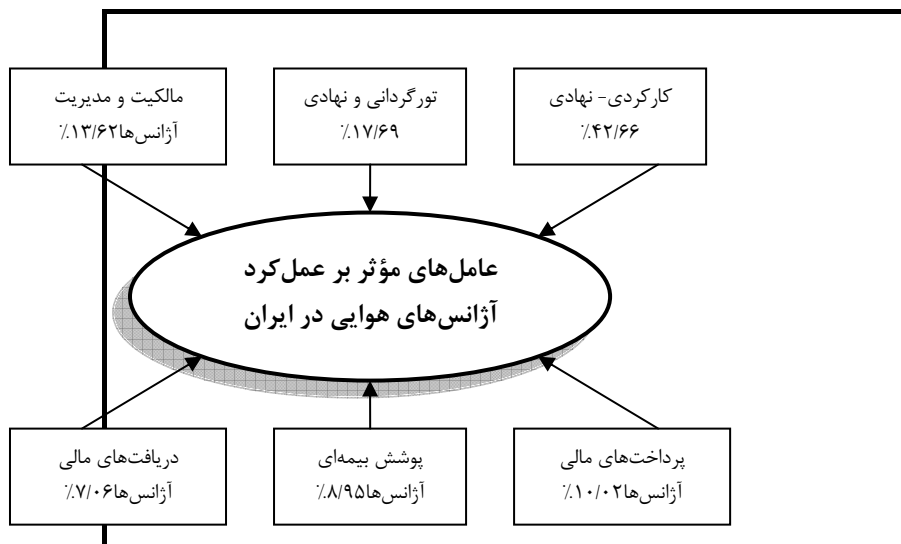 کارکردی- نهادی
٪۴۲/۶۶
تورگردانی و نهادی
٪۱۷/۶۹
مالکیت و مدیریت
آژانس‌ها۱۳/۶۲٪
عامل‌های مؤثر بر عمل‌کرد
آژانس‌های هوایی در ایران
پرداخت‌های مالی
آژانس‌ها۱۰/۰۲٪
پوشش بیمه‌ای
آژانس‌ها۸/۹۵٪
دریافت‌های مالی
آژانس‌ها۷/۰۶٪